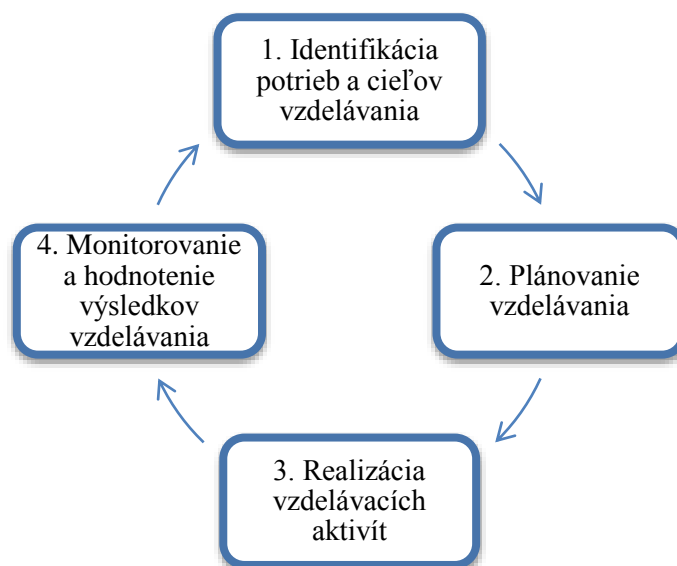 1. Identifikácia
potrieb a cieľov
vzdelávania
2. Plánovanie
vzdelávania
3. Realizácia
vzdelávacích
aktivít
4. Monitorovanie
a hodnotenie
výsledkov
vzdelávania